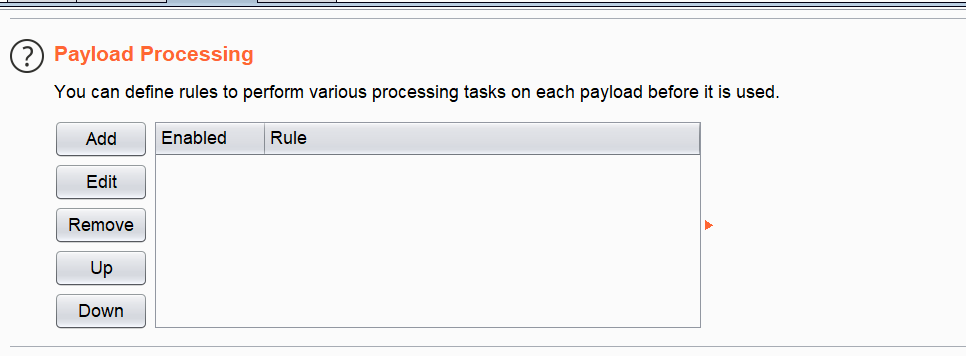 ?
Payload Processing
You can define rules to perform various processing tasks on each payload before it is used.
Add
Enabled Rule
Edit
Remove
Up
Down